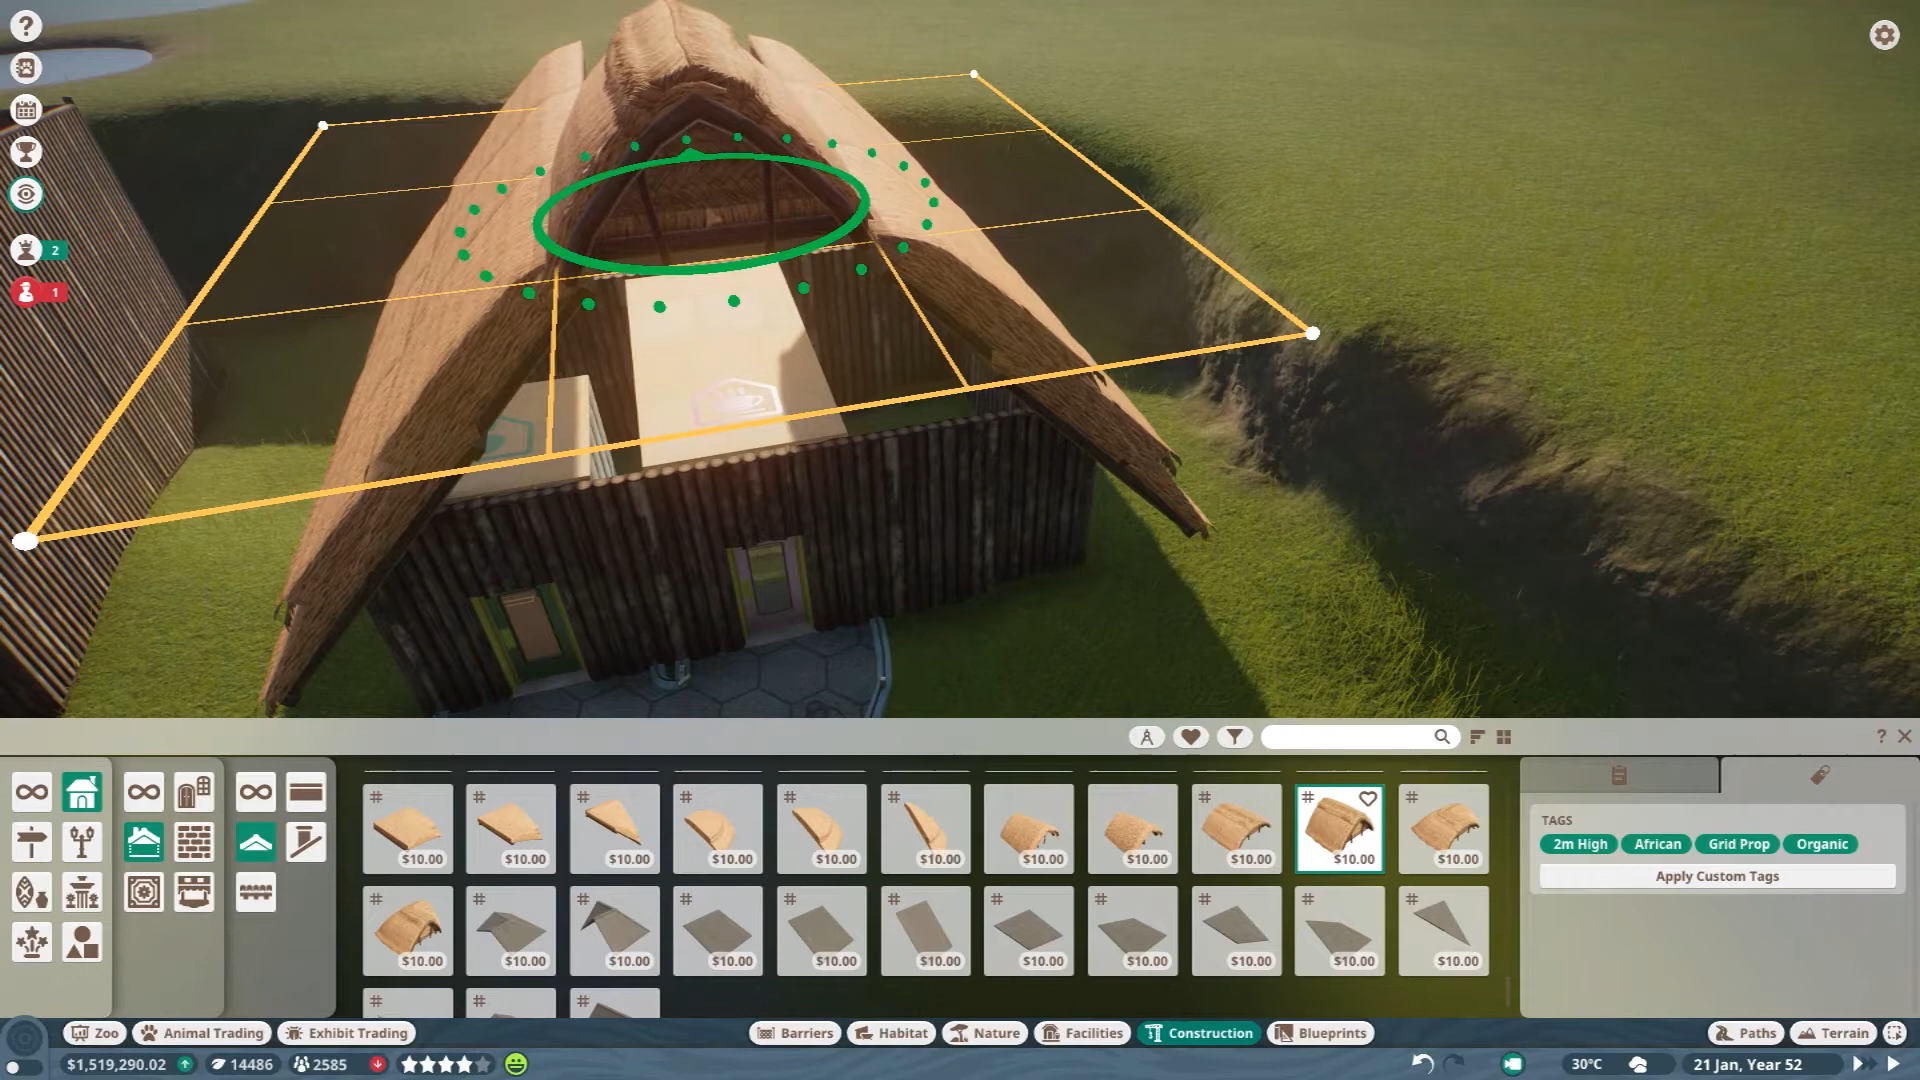 ?
2
1
?
TAGS
2m High African Grid Prop Organic
Apply Custom Tags
# $10.00 # $10.00 # $10.00 # $10.00 # $10.00 # $10.00 $10.00 $10.00 # $10.00 # $10.00 # $10.00
# $10.00 # $10.00 # $10.00 # $10.00 # $10.00 # $10.00 # $10.00 # $10.00 # $10.00 # $10.00 # $10.00
# # #
Zoo Animal Trading Exhibit Trading Barriers Habitat Nature Facilities Construction Blueprints Paths Terrain
$1,519,290.02 14486 2585 30°C 21 Jan, Year 52